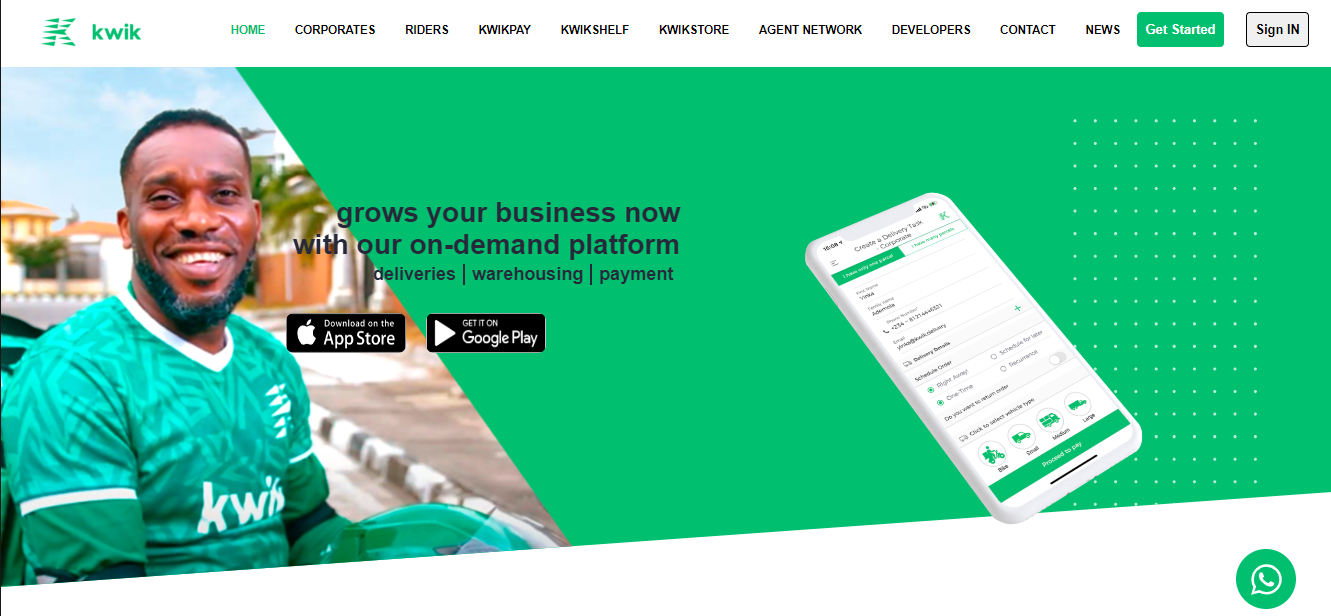 kwik
HOME
CORPORATES
RIDERS
KWIKPAY
KWIKSHELF
KWIKSTORE
AGENT NETWORK
DEVELOPERS
CONTACT
NEWS
Get Started
Sign IN
grows your business now
with our on-demand platform
deliveries | warehousing | payment
Download on the
App Store
GET IT ON
Google Play
kwik
Create a Delivery Task
- Corporate
I have only one parcel
I have many parcels
First Name
Yinka
Family Name
Ademola
Phone Number
Email
yinka@kwik.delivery
Delivery Details
Schedule Order
Right Away!
Schedule for later
One-Time
Recurrence
Do you want to return order
Click to select vehicle type
Bike
Small
Medium
Large
Proceed to pay